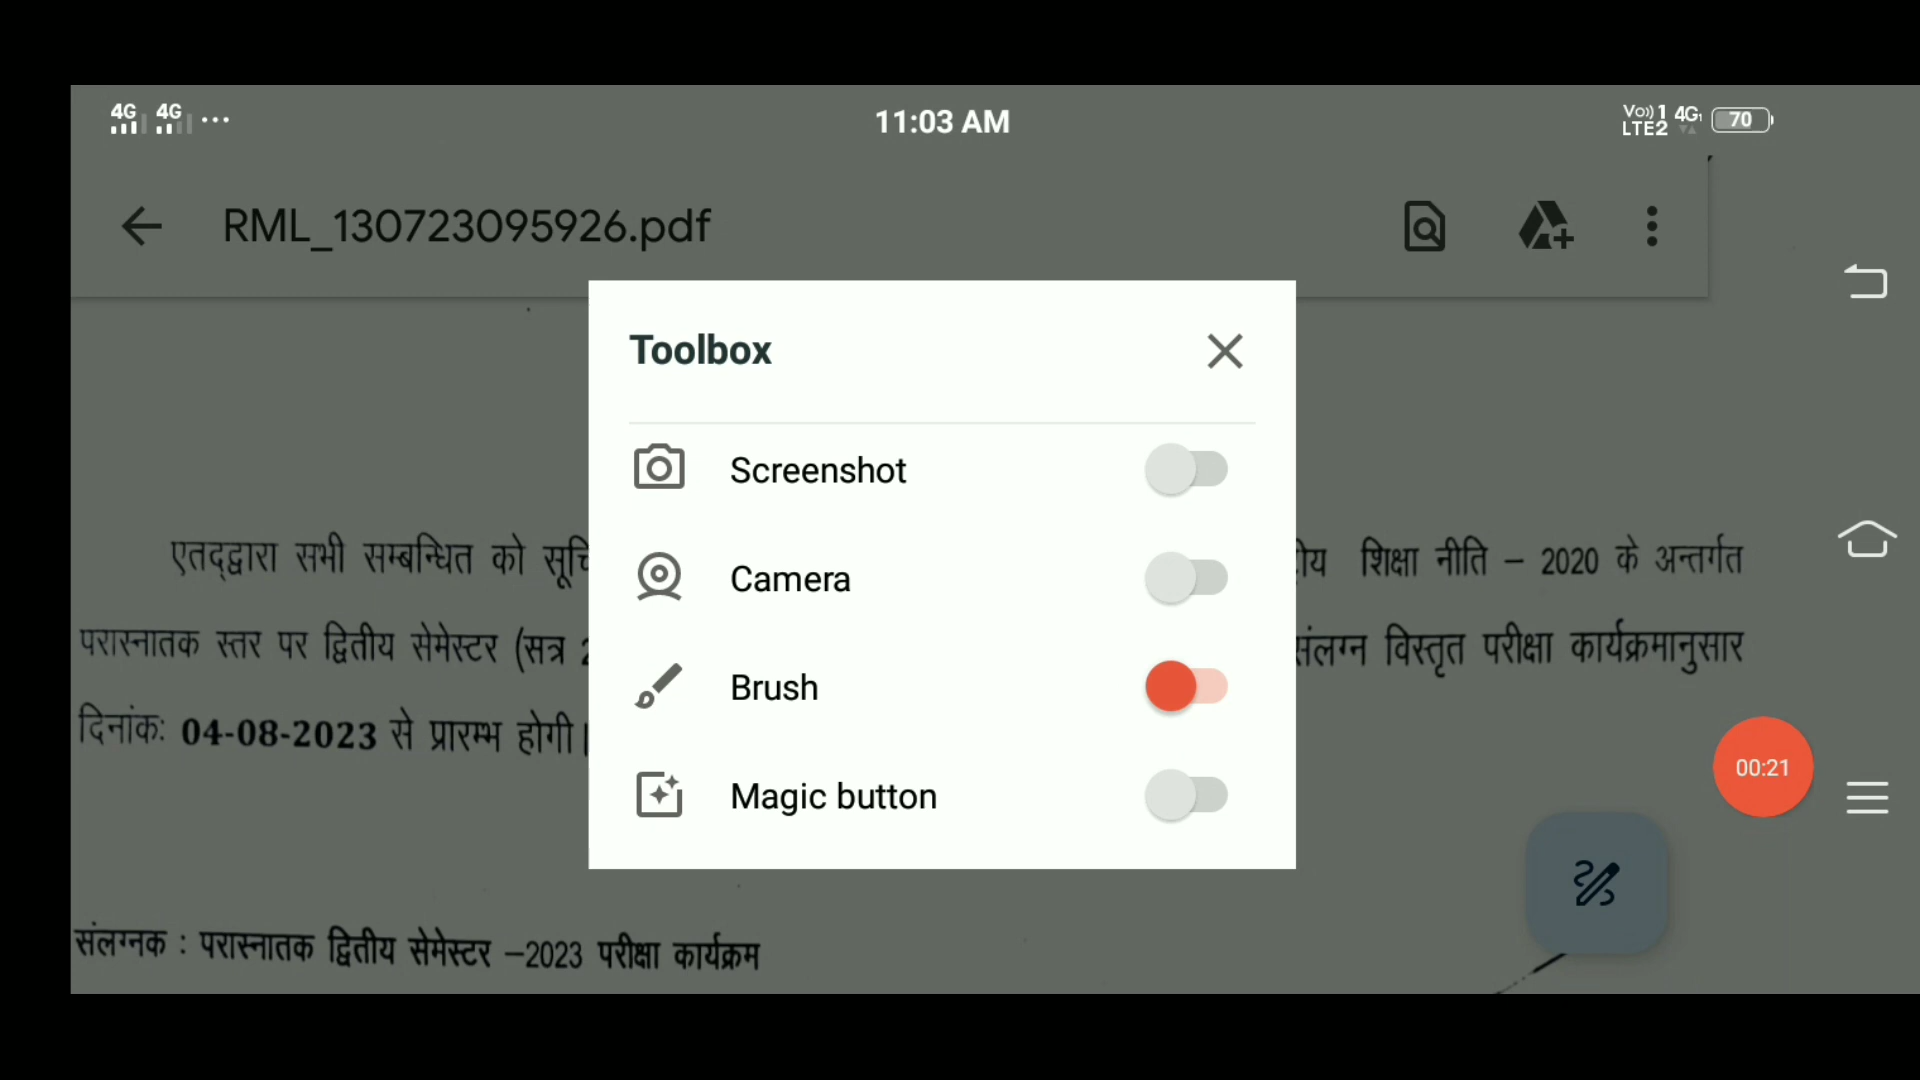 4G 4G ...
11:03 AM
Vo)) 1 4G1
LTE2
70
RML_130723095926.pdf
Toolbox
Screenshot
Camera
Brush
Magic button
एतद्द्वारा सभी सम्बन्धित को शिक्षा नीति – 2020 के अन्तर्गत
परास्नातक स्तर पर द्वितीय सेमेस्टर (सत्र संलग्न विस्तृत परीक्षा कार्यक्रमानुसार
दिनांक: 04-08-2023 से प्रारम्भ होगी।
00:21
संलग्नक : परास्नातक द्वितीय सेमेस्टर –2023 परीक्षा कार्यक्रम